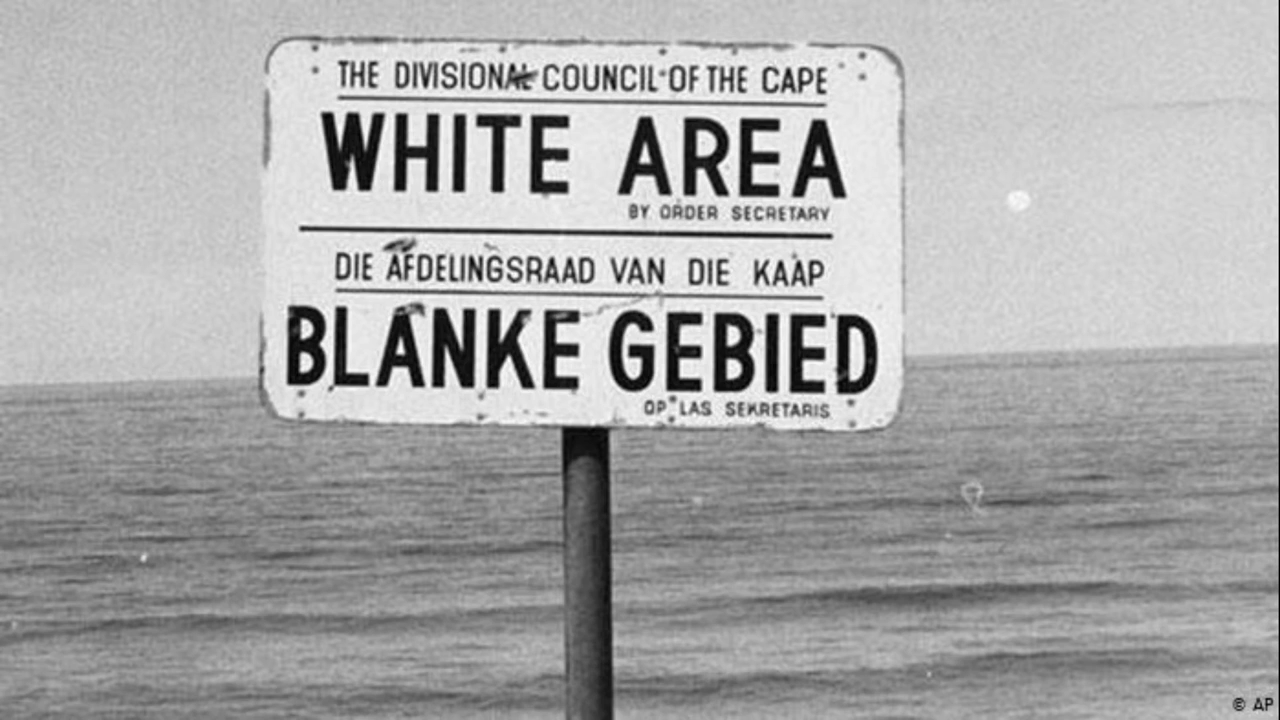 THE DIVISIONAL COUNCIL OF THE CAPE
WHITE AREA
BY ORDER SECRETARY
DIE AFDELINGSRAAD VAN DIE KAAP
BLANKE GEBIED
OP LAS SEKRETARIS
© AP